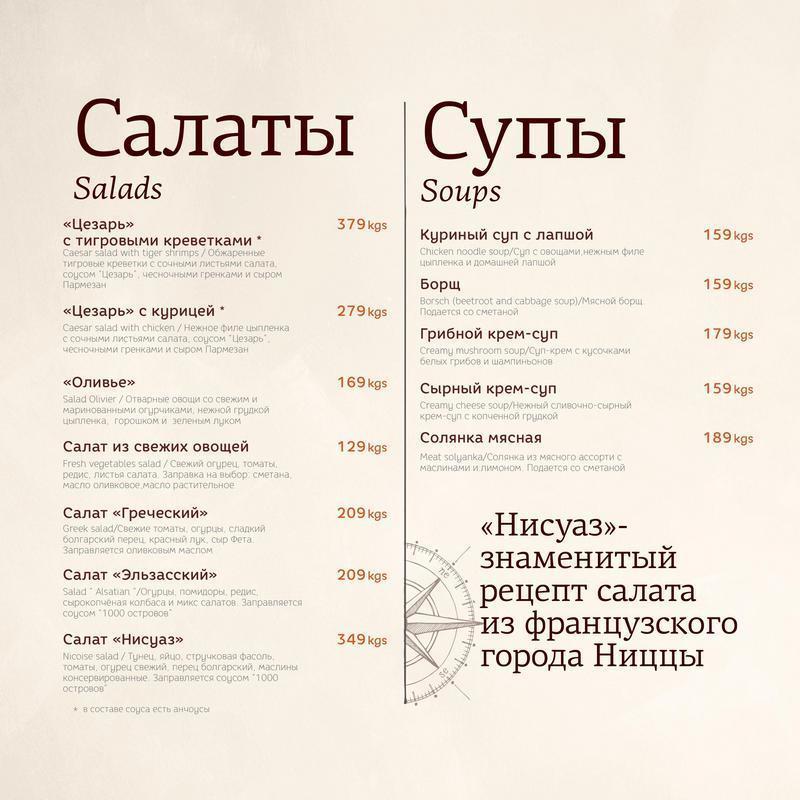 Салаты
Salads
«Цезарь»
с тигровыми креветками *
379 kgs
Caesar salad with tiger shrimps / Обжаренные
тигровые креветки с сочными листьями салата,
соусом "Цезарь", чесночными гренками и сыром
Пармезан
«Цезарь» с курицей *
279 kgs
Caesar salad with chicken / Нежное филе цыпленка
с сочными листьями салата, соусом "Цезарь",
чесночными гренками и сыром Пармезан
«Оливье»
169 kgs
Salad Olivier / Отварные овощи со свежим и
маринованными огурчиками, нежной грудкой
цыпленка, горошком и зеленым луком
Салат из свежих овощей
129 kgs
Fresh vegetables salad / Свежий огурец, томаты,
редис, листья салата. Заправка на выбор: сметана,
масло оливковое,масло растительное
Салат «Греческий»
209 kgs
Greek salad/Свежие томаты, огурцы, сладкий
болгарский перец, красный лук, сыр Фета.
Заправляется оливковым маслом
Салат «Эльзасский»
209 kgs
Salad " Alsatian "/Огурцы, помидоры, редис,
сырокопчёная колбаса и микс салатов. Заправляется
соусом "1000 островов"
Салат «Нисуаз»
349 kgs
Nicoise salad / Тунец, яйцо, стручковая фасоль,
томаты, огурец свежий, перец болгарский, маслины
консервированные. Заправляется соусом "1000
островов"
* в составе соуса есть анчоусы
Супы
Soups
Куриный суп с лапшой
159 kgs
Chicken noodle soup/Суп с овощами,нежным филе
цыпленка и домашней лапшой
Борщ
159 kgs
Borsch (beetroot and cabbage soup)/Мясной борщ.
Подается со сметаной
Грибной крем-суп
179 kgs
Creamy mushroom soup/Суп-крем с кусочками
белых грибов и шампиньонов
Сырный крем-суп
159 kgs
Creamy cheese soup/Нежный сливочно-сырный
крем-суп с копченной грудкой
Солянка мясная
189 kgs
Meat solyanka/Солянка из мясного ассорти с
маслинами и лимоном. Подается со сметаной
«Нисуаз»-
знаменитый
рецепт салата
из французского
города Ниццы
ne
se